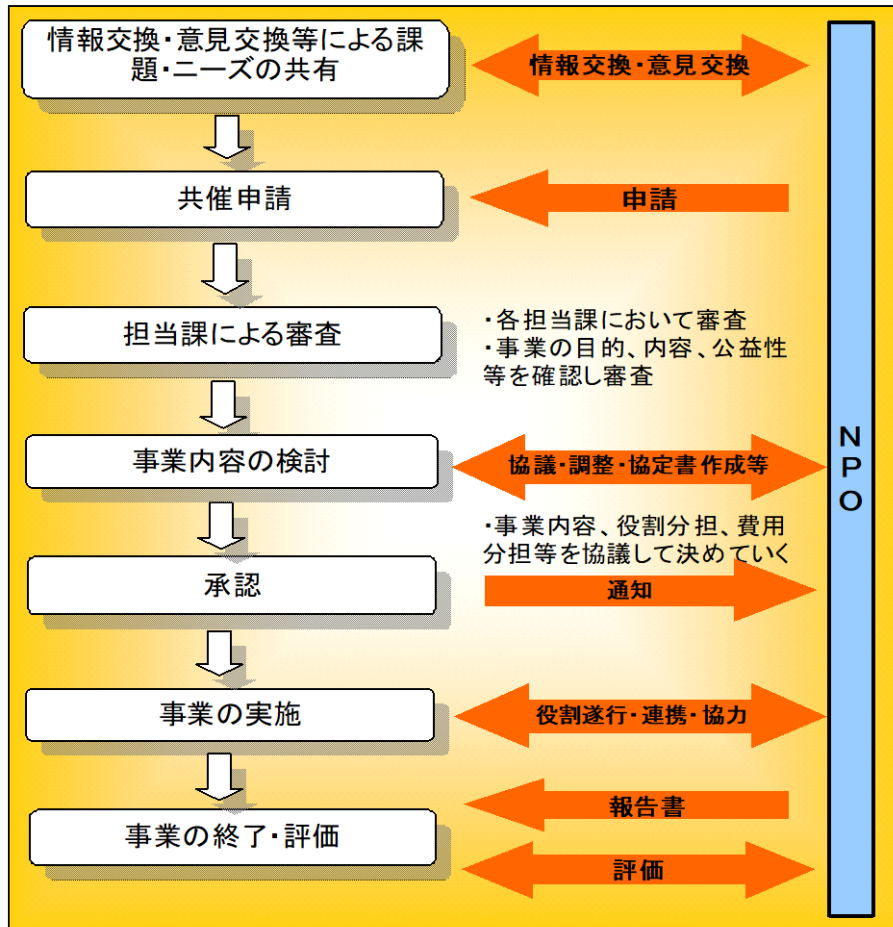 情報交換・意見交換等による課
題・ニーズの共有
情報交換・意見交換
共催申請
申請
担当課による審査
・各担当課において審査
・事業の目的、内容、公益性
等を確認し審査
事業内容の検討
協議・調整・協定書作成等
・事業内容、役割分担、費用
分担等を協議して決めていく
承認
通知
事業の実施
役割遂行・連携・協力
報告書
事業の終了・評価
評価
NPO